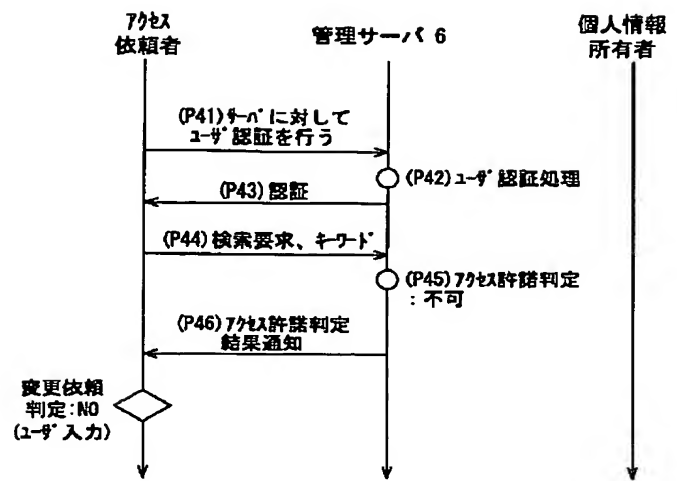 アクセス
依頼者
管理サーバ 6
個人情報
所有者
(P41)サーバに対して
ユーザ認証を行う
(P42)ユーザ認証処理
(P43)認証
(P44)検索要求、キーワード
(P45)アクセス許諾判定
:不可
(P46)アクセス許諾判定
結果通知
変更依頼
判定:NO
(ユーザ入力)